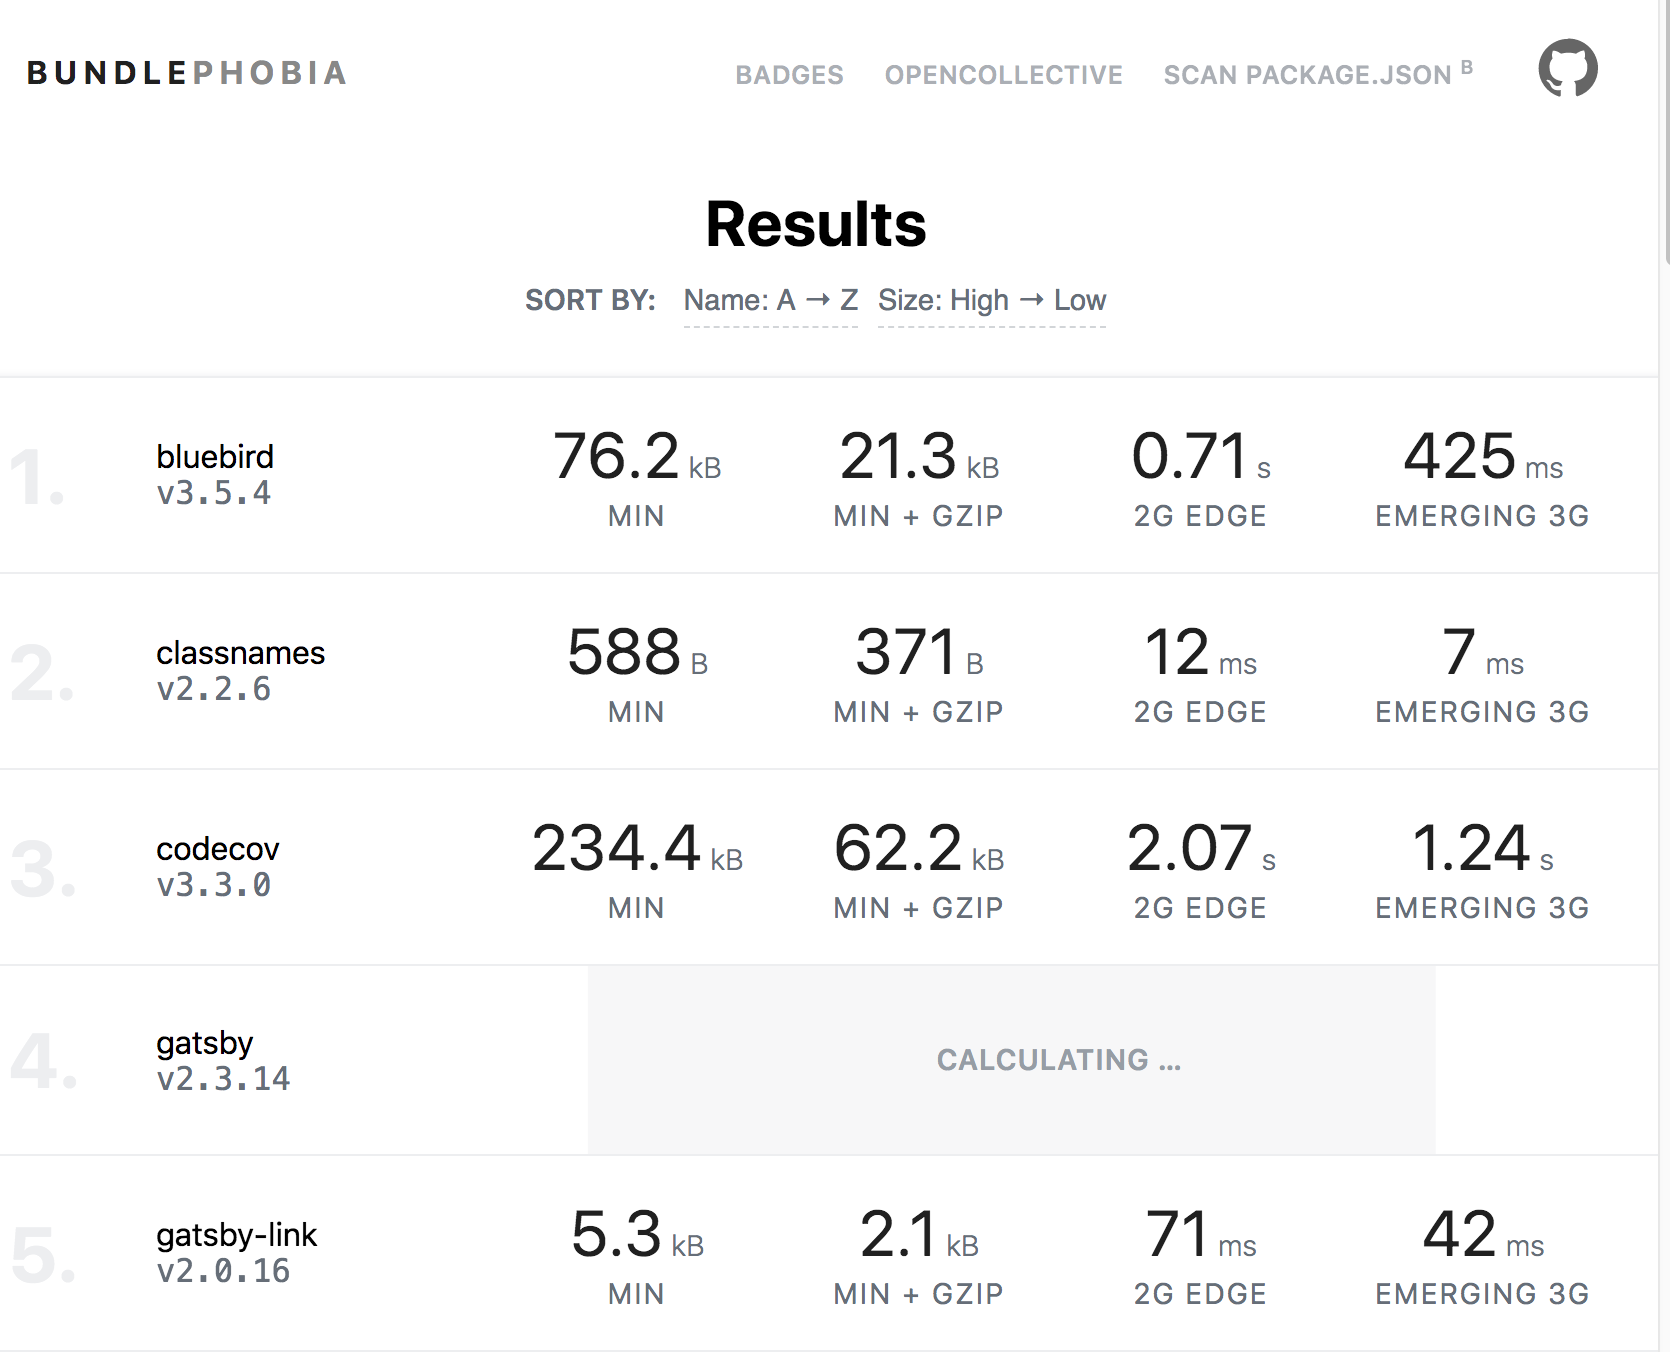 BUNDLEPHOBIA BADGES OPENCOLLECTIVE SCAN PACKAGE.JSON B
Results
SORT BY: Name: A → Z Size: High → Low
1. bluebird 76.2 kB 21.3 kB 0.71 s 425 ms
v3.5.4 MIN MIN + GZIP 2G EDGE EMERGING 3G
2. classnames 588 B 371 B 12 ms 7 ms
v2.2.6 MIN MIN + GZIP 2G EDGE EMERGING 3G
3. codecov 234.4 kB 62.2 kB 2.07 s 1.24 s
v3.3.0 MIN MIN + GZIP 2G EDGE EMERGING 3G
4. gatsby CALCULATING ...
v2.3.14
5. gatsby-link 5.3 kB 2.1 kB 71 ms 42 ms
v2.0.16 MIN MIN + GZIP 2G EDGE EMERGING 3G